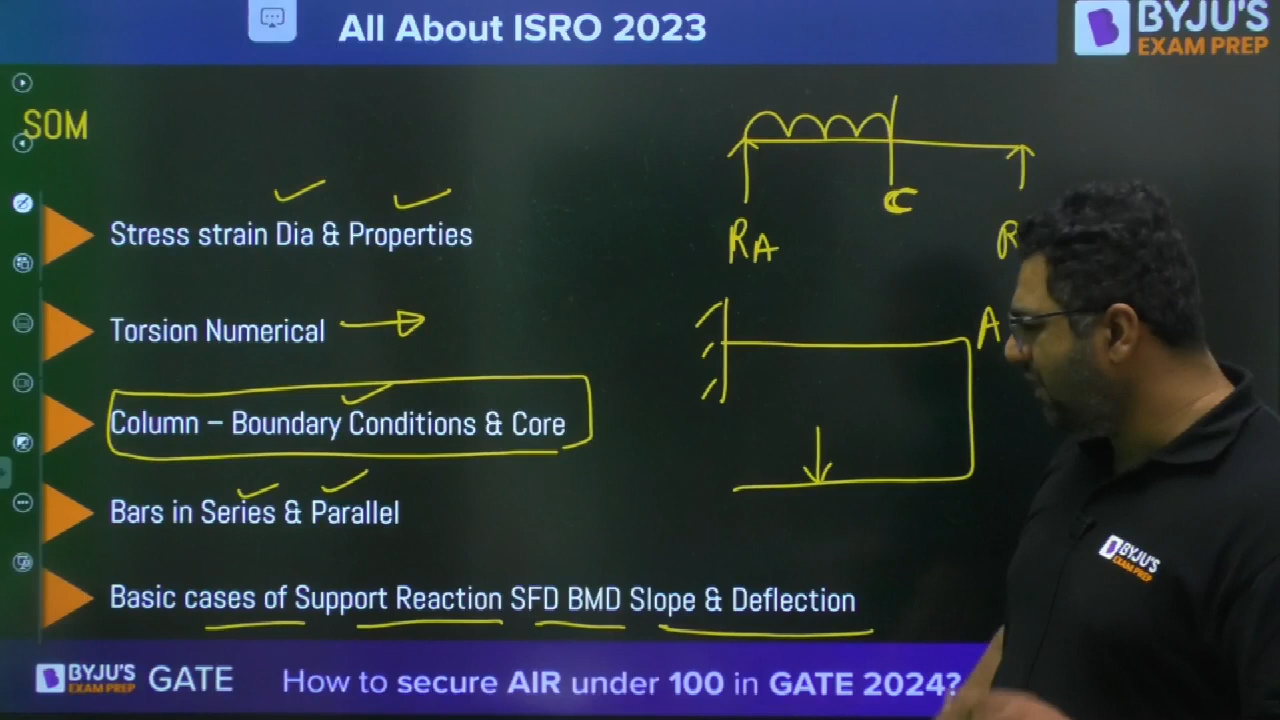 All About ISRO 2023
BYJU'S
EXAM PREP
SOM
Stress strain Dia & Properties
Torsion Numerical
Column – Boundary Conditions & Core
Bars in Series & Parallel
Basic cases of Support Reaction SFD BMD Slope & Deflection
C
RA
R
A
BYJU'S
EXAM PREP
BYJU'S
EXAM PREP
GATE
How to secure AIR under 100 in GATE 2024?